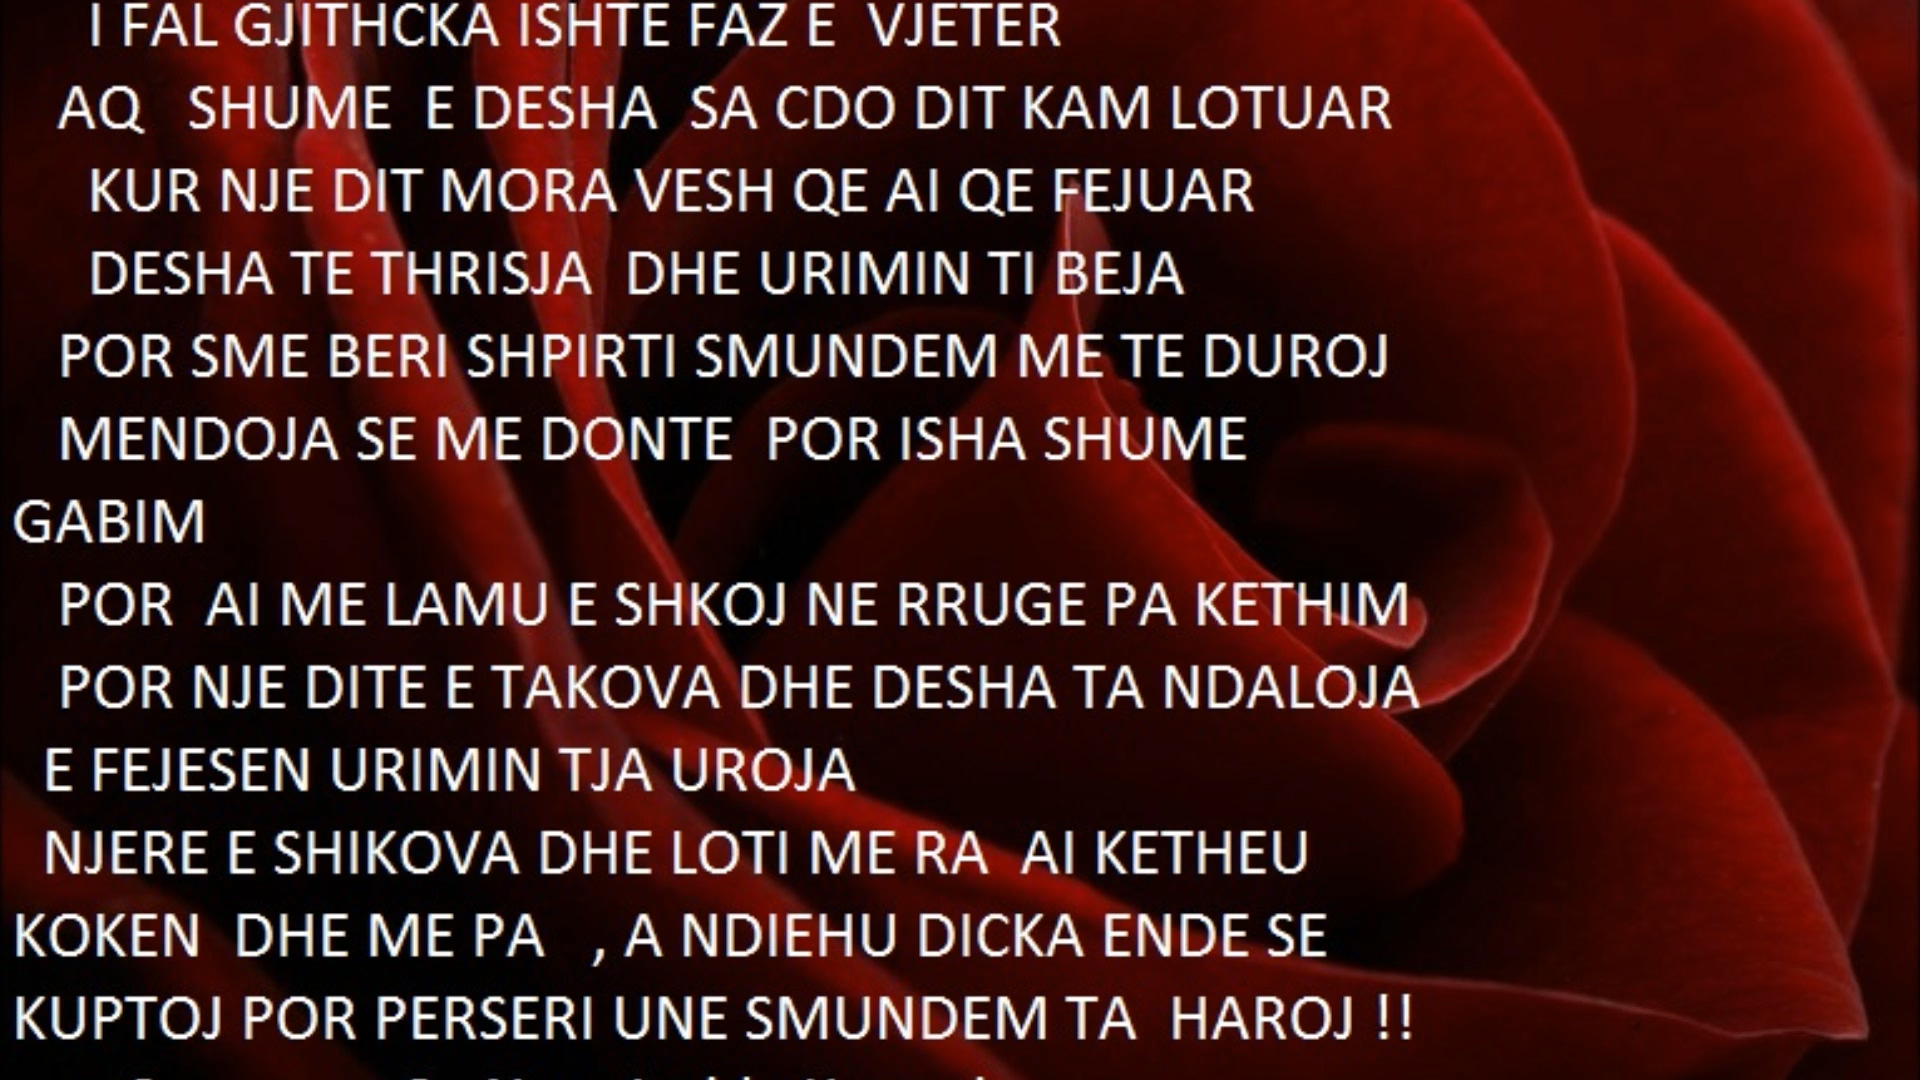 I FAL GJITHCKA ISHTE FAZ E VJETER
AQ SHUME E DESHA SA CDO DIT KAM LOTUAR
KUR NJE DIT MORA VESH QE AI QE FEJUAR
DESHA TE THRISJA DHE URIMIN TI BEJA
POR SME BERI SHPIRTI SMUNDEM ME TE DUROJ
MENDOJA SE ME DONTE POR ISHA SHUME
GABIM
POR AI ME LAMU E SHKOJ NE RRUGE PA KETHIM
POR NJE DITE E TAKOVA DHE DESHA TA NDALOJA
E FEJESEN URIMIN TJA UROJA
NJERE E SHIKOVA DHE LOTI ME RA AI KETHEU
KOKEN DHE ME PA , A NDIEHU DICKA ENDE SE
KUPTOJ POR PERSERI UNE SMUNDEM TA HAROJ !!